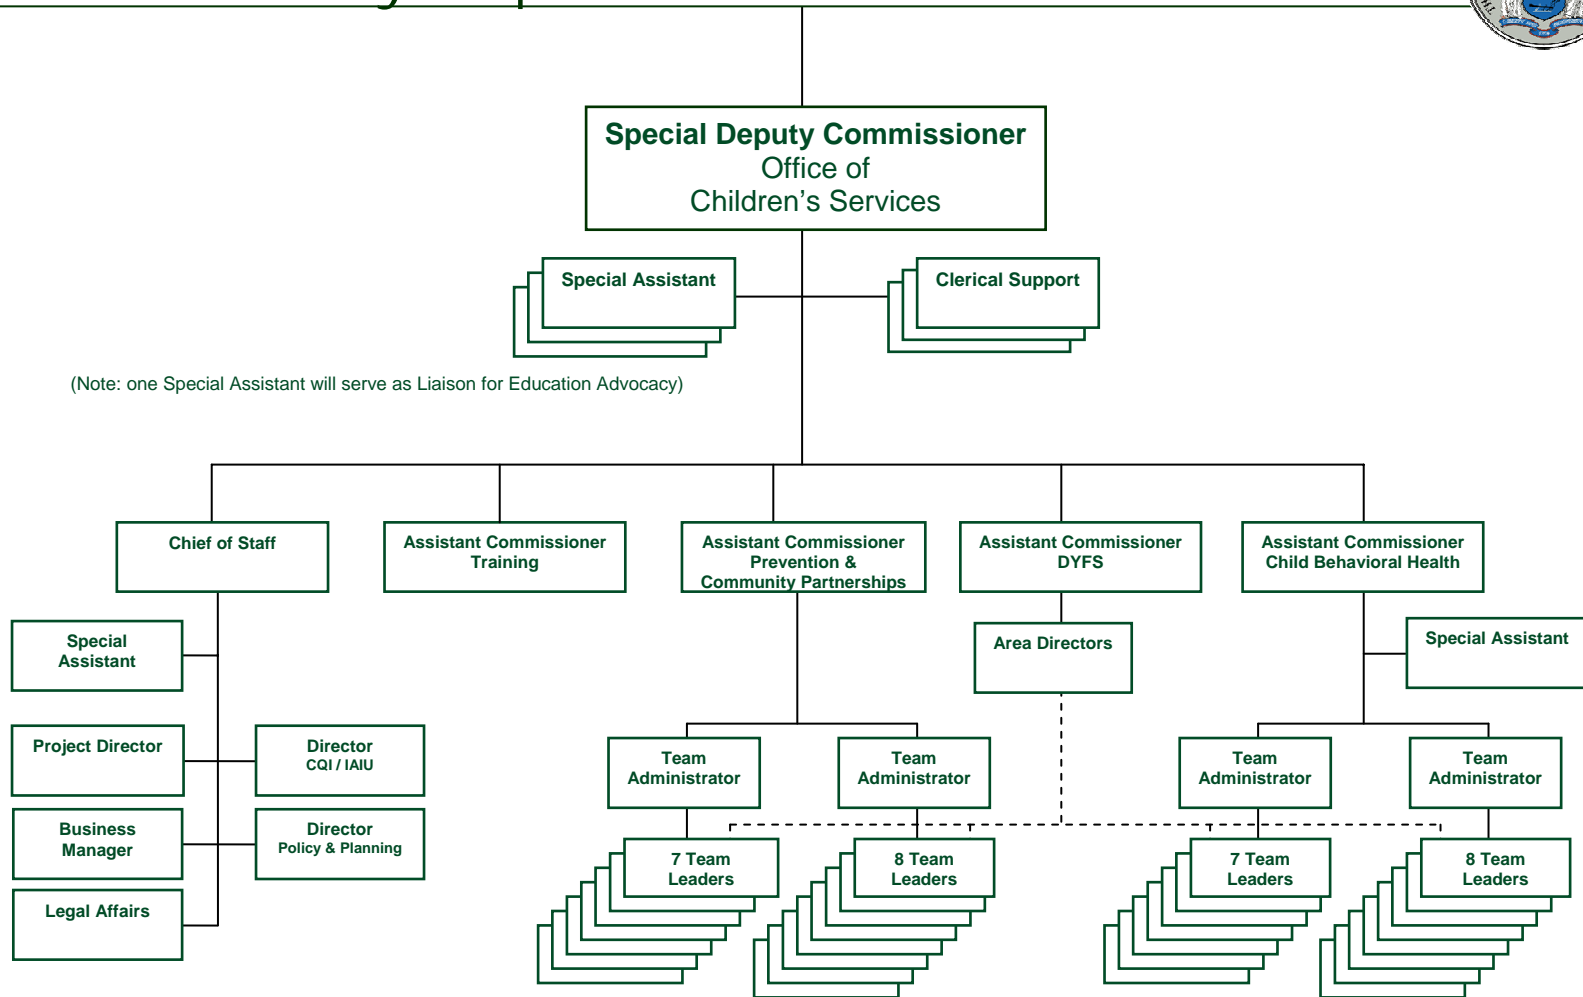 Special Deputy Commissioner
Office of
Children’s Services
Special Assistant
Clerical Support
(Note: one Special Assistant will serve as Liaison for Education Advocacy)
Chief of Staff
Assistant Commissioner
Training
Assistant Commissioner
Prevention &
Community Partnerships
Assistant Commissioner
DYFS
Assistant Commissioner
Child Behavioral Health
Special
Assistant
Area Directors
Special Assistant
Project Director
Director
CQI / IAIU
Team
Administrator
Team
Administrator
Team
Administrator
Team
Administrator
Business
Manager
Director
Policy & Planning
7 Team
Leaders
8 Team
Leaders
7 Team
Leaders
8 Team
Leaders
Legal Affairs